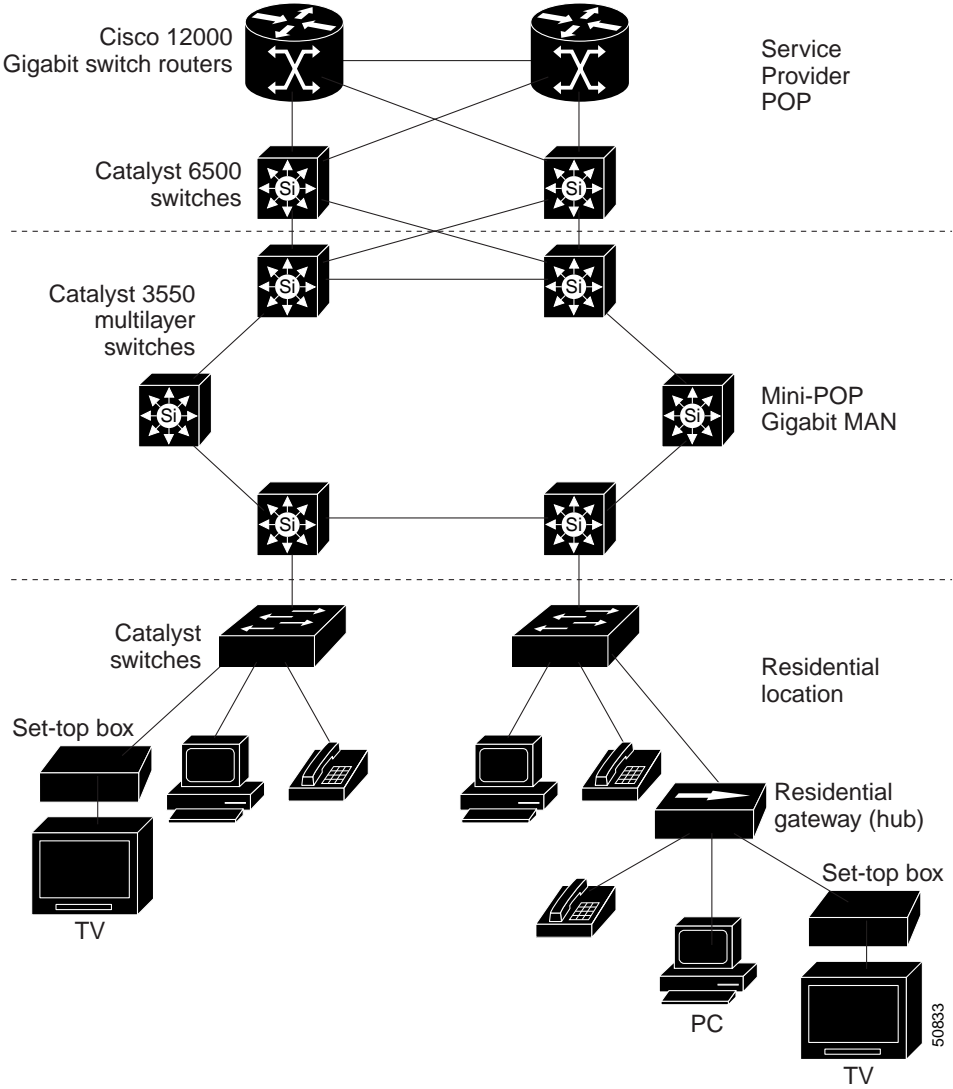 Cisco 12000
Gigabit switch routers
Service
Provider
POP
Catalyst 6500
switches
Si
Si
Si
Si
Catalyst 3550
multilayer
switches
Si
Si
Mini-POP
Gigabit MAN
Si
Si
Catalyst
switches
Residential
location
Set-top box
Residential
gateway (hub)
Set-top box
TV
PC
TV
50833